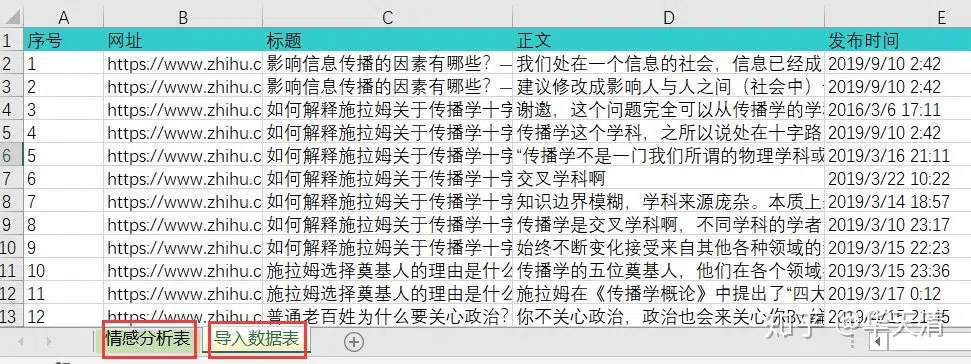 A B C D E
1 序号 网址 标题 正文 发布时间
2 1 https://www.zhihu.c 影响信息传播的因素有哪些？— 我们处在一个信息的社会，信息已经成 2019/9/10 2:42
3 2 https://www.zhihu.c 影响信息传播的因素有哪些？— 建议修改成影响人与人之间（社会中） 2019/9/10 2:42
4 3 https://www.zhihu.c 如何解释施拉姆关于传播学十字 谢邀，这个问题完全可以从传播学的学 2016/3/6 17:11
5 4 https://www.zhihu.c 如何解释施拉姆关于传播学十字 传播学这个学科，之所以说处在十字路 2019/9/10 2:42
6 5 https://www.zhihu.c 如何解释施拉姆关于传播学十字 “传播学不是一门我们所谓的物理学科或 2019/3/16 21:11
7 6 https://www.zhihu.c 如何解释施拉姆关于传播学十字 交叉学科啊 2019/3/22 10:22
8 7 https://www.zhihu.c 如何解释施拉姆关于传播学十字 知识边界模糊，学科来源庞杂。本质上 2019/3/14 18:57
9 8 https://www.zhihu.c 如何解释施拉姆关于传播学十字 传播学是交叉学科啊，不同学科的学者 2019/3/10 23:17
10 9 https://www.zhihu.c 如何解释施拉姆关于传播学十字 始终不断变化接受来自其他各种领域的 2019/3/15 22:23
11 10 https://www.zhihu.c 施拉姆选择奠基人的理由是什么 传播学的五位奠基人，他们在各个领域 2019/3/15 23:36
12 11 https://www.zhihu.c 施拉姆选择奠基人的理由是什么 施拉姆在《传播学概论》中提出了“四大 2019/3/17 0:12
13 12 https://www.zhihu.c 普通老百姓为什么要关心政治？ 你不关心政治，政治也会来关心你 2019/4/15 21:45
情感分析表 导入数据表
知乎